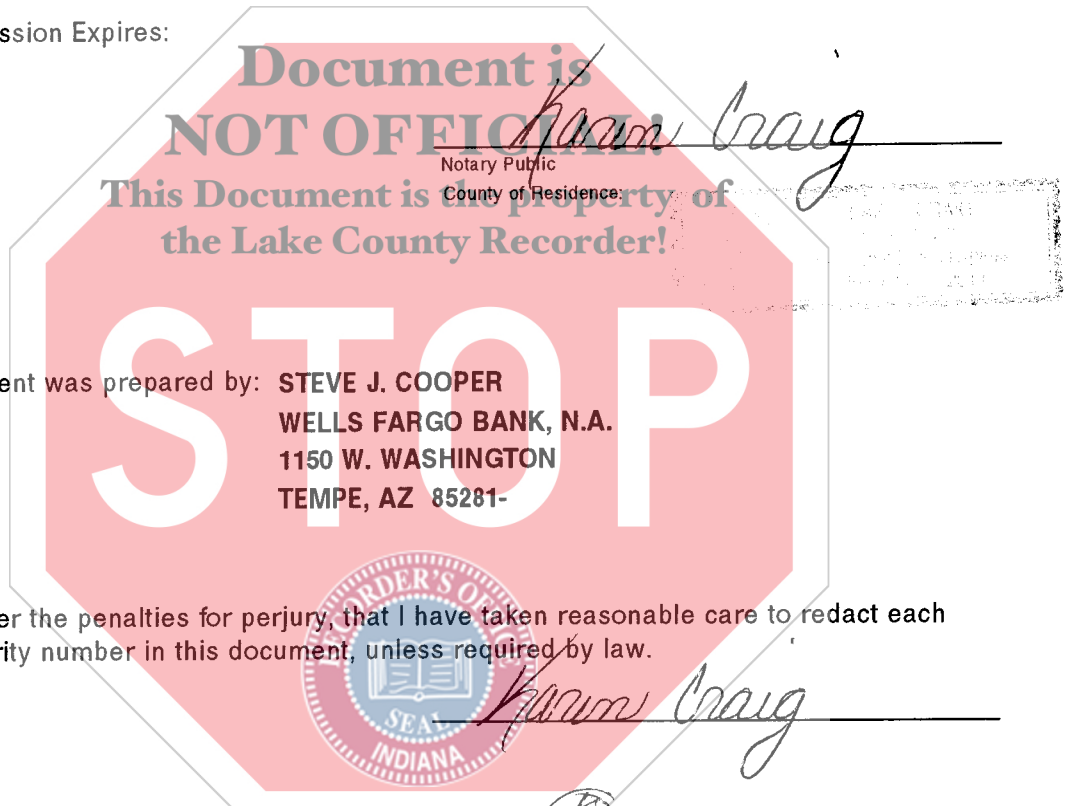 ssion Expires:
Document is
NOT OFFICIAL!
Karen Craig
Notary Public
This Document is the property of
County of Residence:
the Lake County Recorder!
STOP
ent was prepared by: STEVE J. COOPER
WELLS FARGO BANK, N.A.
1150 W. WASHINGTON
TEMPE, AZ 85281-
er the penalties for perjury, that I have taken reasonable care to redact each
rity number in this document, unless required by law.
RECORDER'S OFFICE
SEAL
INDIANA
Karen Craig